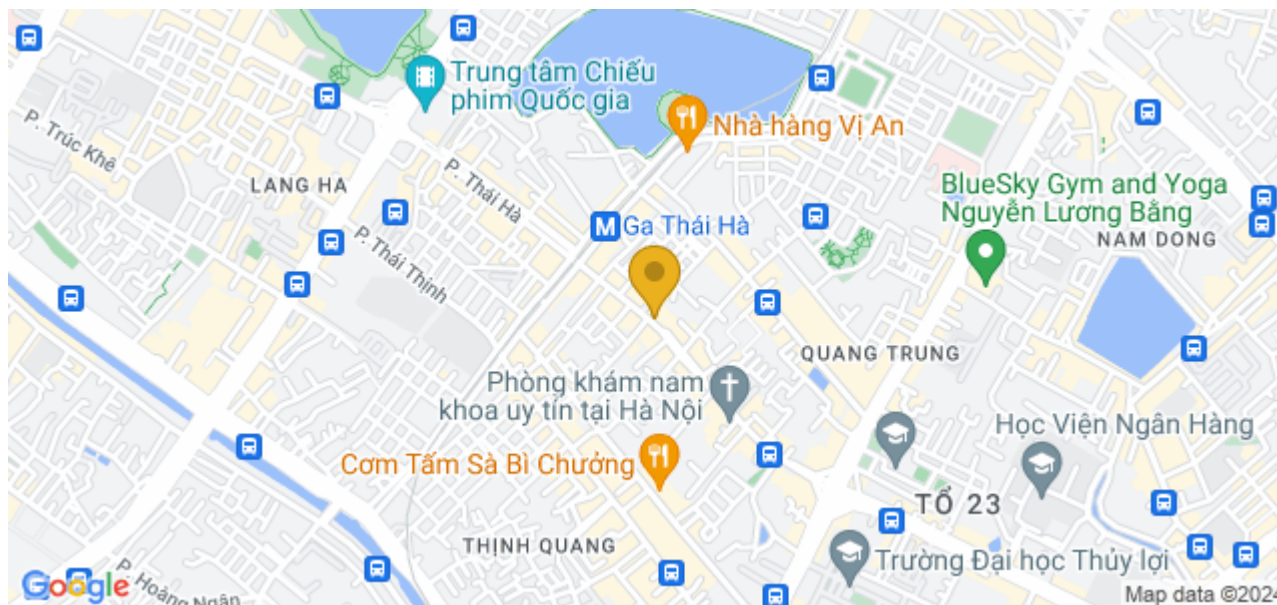 Trung tâm Chiếu
phim Quốc gia
Nhà hàng Vị An
P. Trúc Khê
LANG HA
P. Thái Hà
BlueSky Gym and Yoga
Nguyễn Lương Bằng
M Ga Thái Hà
NAM DONG
P. Thái Thịnh
QUANG TRUNG
Phòng khám nam
khoa uy tín tại Hà Nội
Học Viện Ngân Hàng
Cơm Tấm Sà Bì Chưởng
TỔ 23
THỊNH QUANG
Trường Đại học Thủy lợi
Google
P. Hoàng Ngân
Map data ©2024